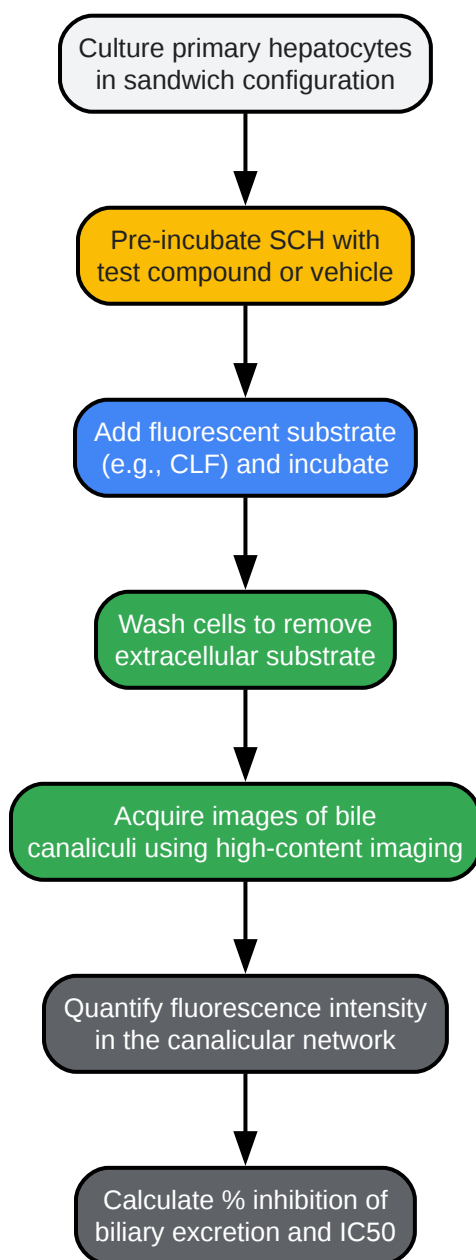 Culture primary hepatocytes
in sandwich configuration
Pre-incubate SCH with
test compound or vehicle
Add fluorescent substrate
(e.g., CLF) and incubate
Wash cells to remove
extracellular substrate
Acquire images of bile
canaliculi using high-content imaging
Quantify fluorescence intensity
in the canalicular network
Calculate % inhibition of
biliary excretion and IC50